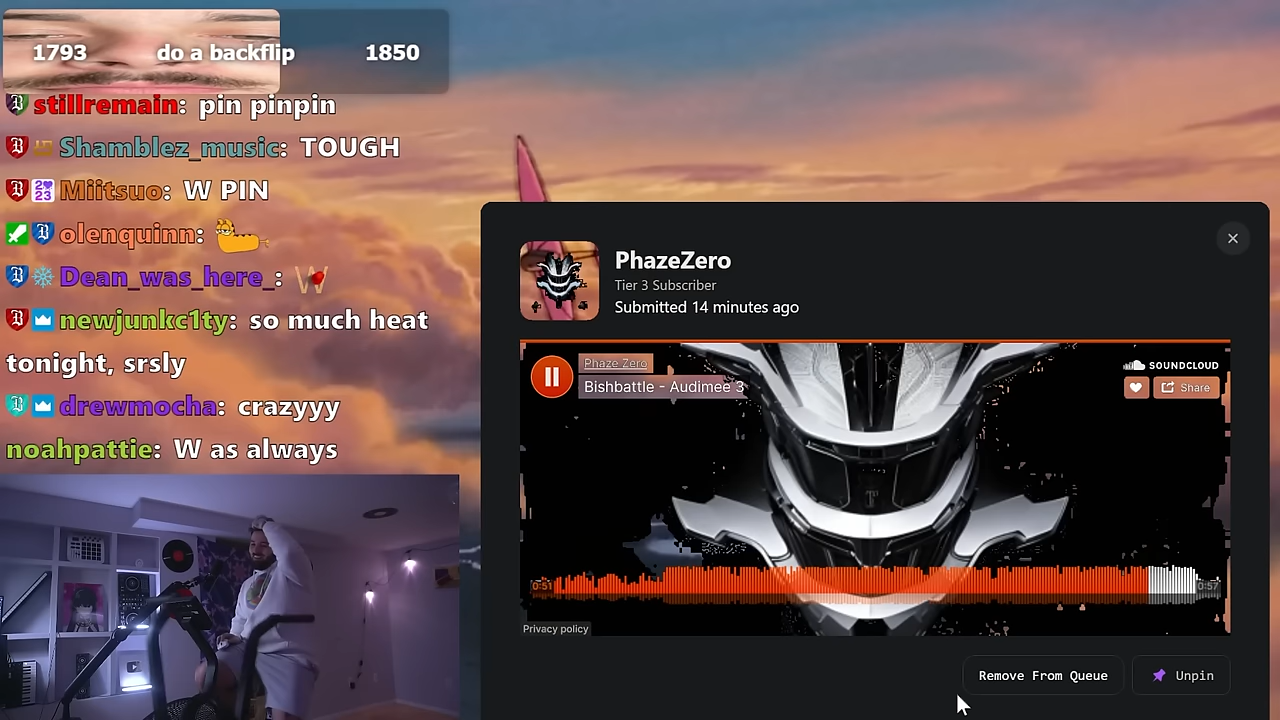 1793 do a backflip 1850
stillremain: pin pinpin
Shamblez_music: TOUGH
2 23 Miitsuo: W PIN
olenquinn:
Dean_was_here_: W
newjunkc1ty: so much heat
tonight, srsly
drewmocha: crazyyy
noahpattie: W as always
PhazeZero
Tier 3 Subscriber
Submitted 14 minutes ago
Phaze Zero
Bishbattle - Audimee 3
SOUNDCLOUD
Share
0:51
0:57
Privacy policy
Remove From Queue
Unpin